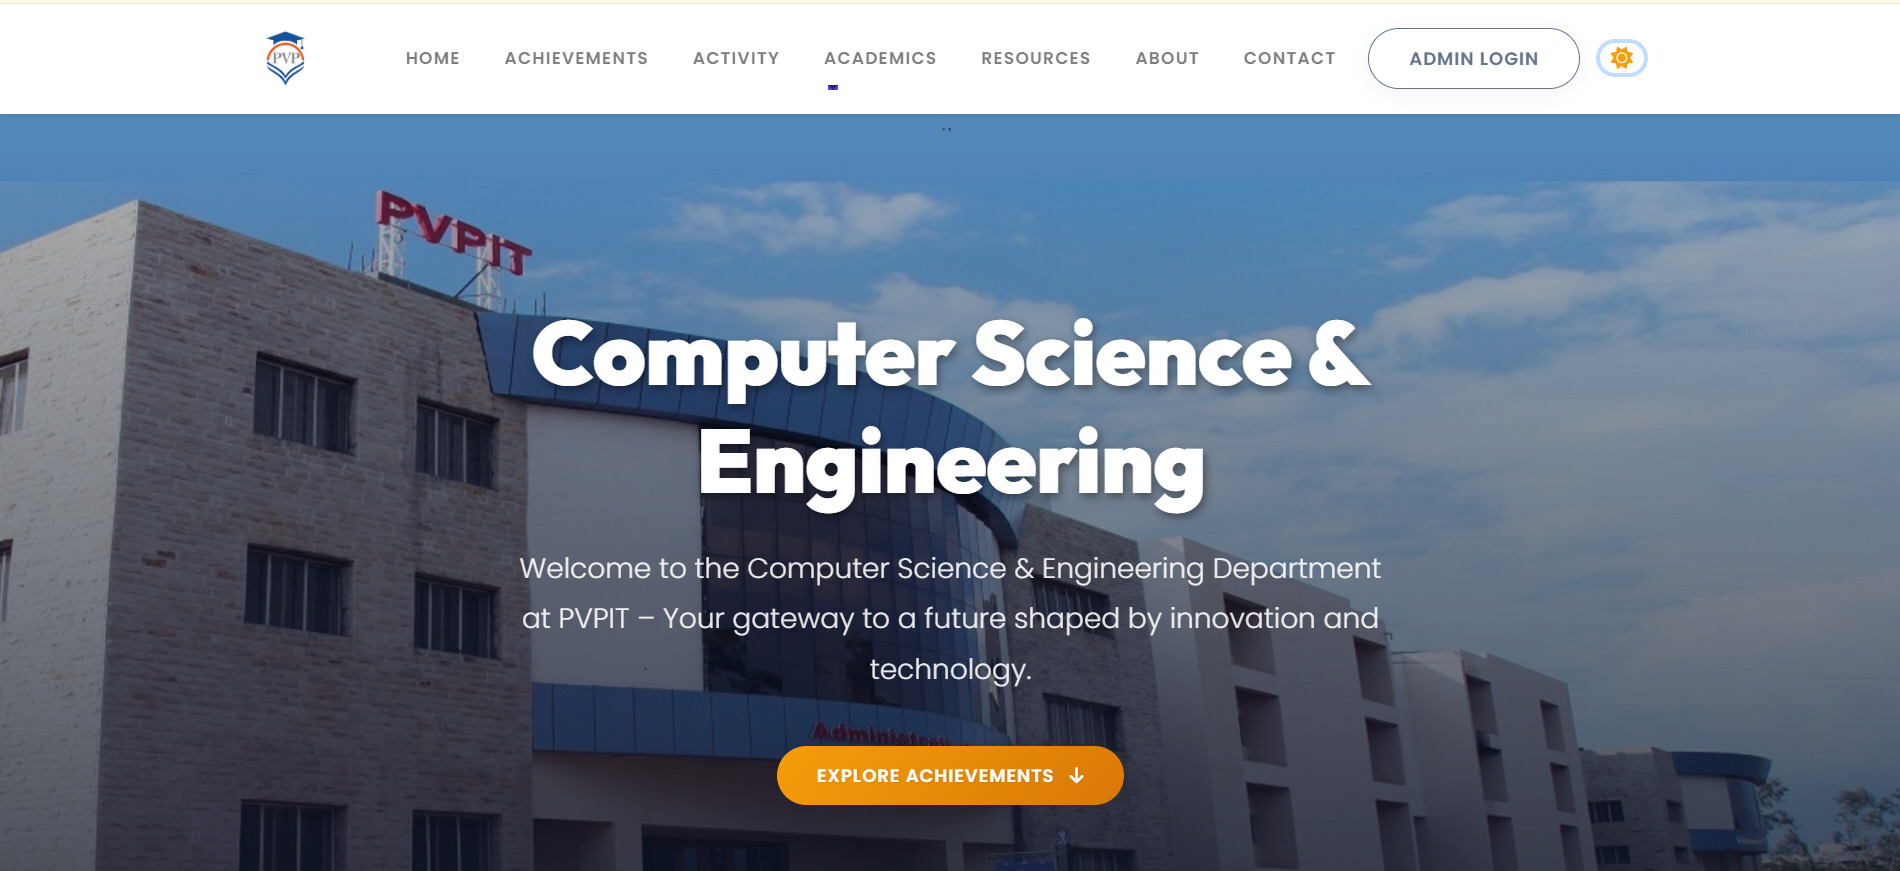 PVP
HOME
ACHIEVEMENTS
ACTIVITY
ACADEMICS
RESOURCES
ABOUT
CONTACT
ADMIN LOGIN
PVPIT
Computer Science &
Engineering
Welcome to the Computer Science & Engineering Department
at PVPIT – Your gateway to a future shaped by innovation and
technology.
Administrative
EXPLORE ACHIEVEMENTS ↓